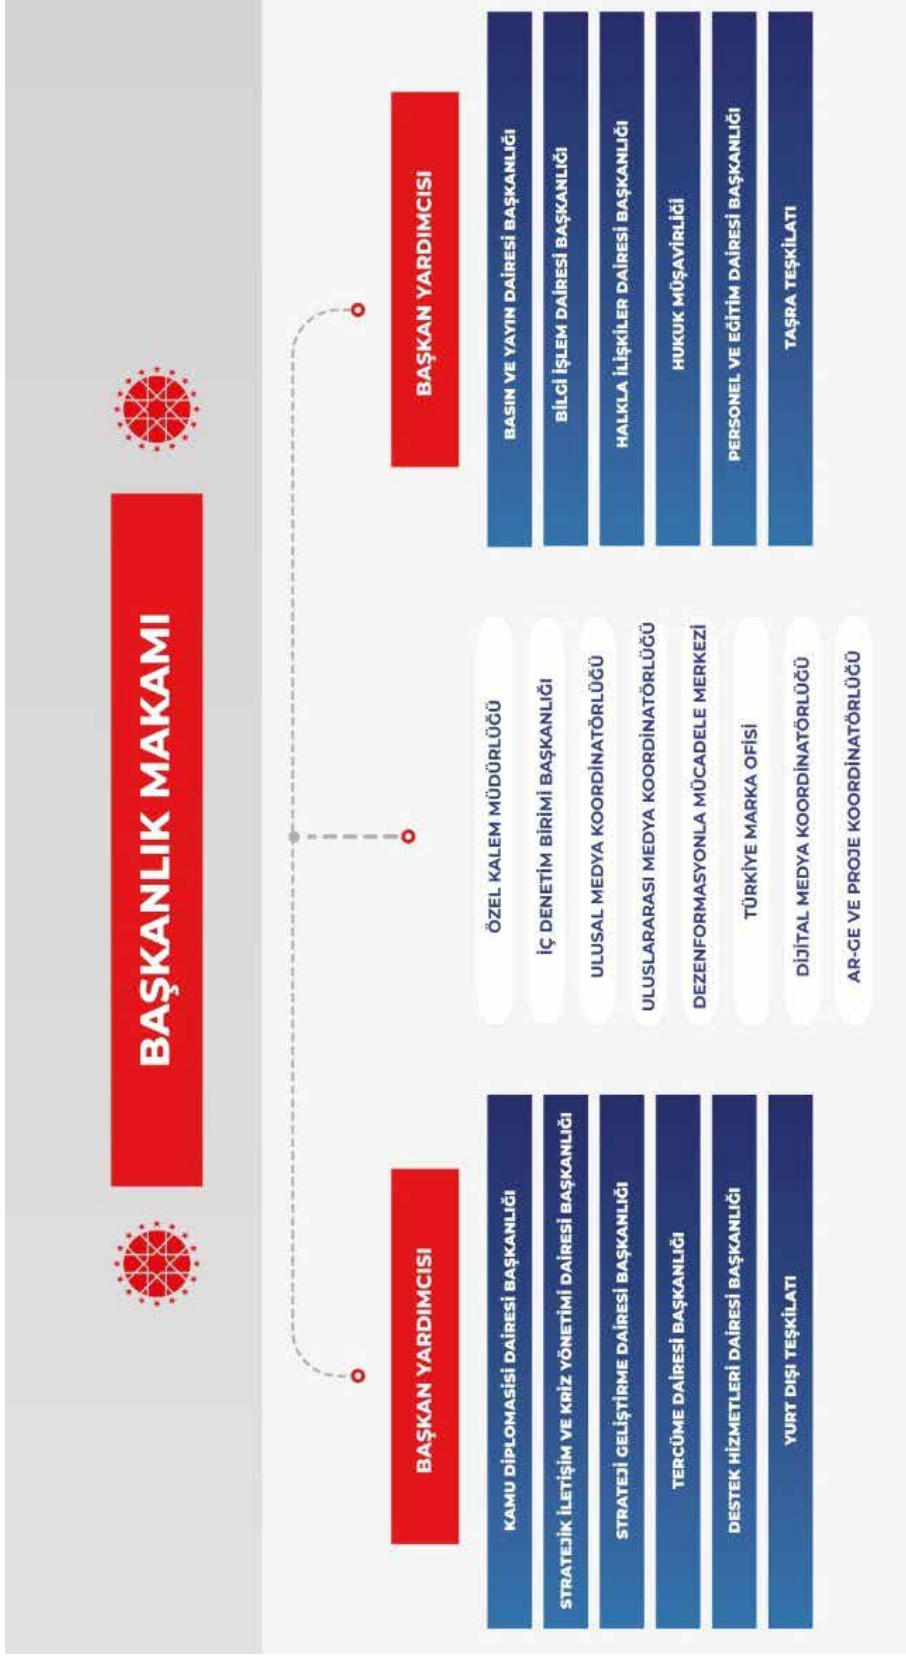 BAŞKANLIK MAKAMI
BAŞKAN YARDIMCISI
KAMU DİPLOMASİSİ DAİRESİ BAŞKANLIĞI
STRATEJİK İLETİŞİM VE KRİZ YÖNETİMİ DAİRESİ BAŞKANLIĞI
STRATEJİ GELİŞTİRME DAİRESİ BAŞKANLIĞI
TERCÜME DAİRESİ BAŞKANLIĞI
DESTEK HİZMETLERİ DAİRESİ BAŞKANLIĞI
YURT DIŞI TEŞKİLATI
ÖZEL KALEM MÜDÜRLÜĞÜ
İÇ DENETİM BİRİMİ BAŞKANLIĞI
ULUSAL MEDYA KOORDİNATÖRLÜĞÜ
ULUSLARARASI MEDYA KOORDİNATÖRLÜĞÜ
DEZENFORMASYONLA MÜCADELE MERKEZİ
TÜRKİYE MARKA OFİSİ
DİJİTAL MEDYA KOORDİNATÖRLÜĞÜ
AR-GE VE PROJE KOORDİNATÖRLÜĞÜ
BAŞKAN YARDIMCISI
BASIN VE YAYIN DAİRESİ BAŞKANLIĞI
BİLGİ İŞLEM DAİRESİ BAŞKANLIĞI
HALKLA İLİŞKİLER DAİRESİ BAŞKANLIĞI
HUKUK MÜŞAVİRLİĞİ
PERSONEL VE EĞİTİM DAİRESİ BAŞKANLIĞI
TAŞRA TEŞKİLATI